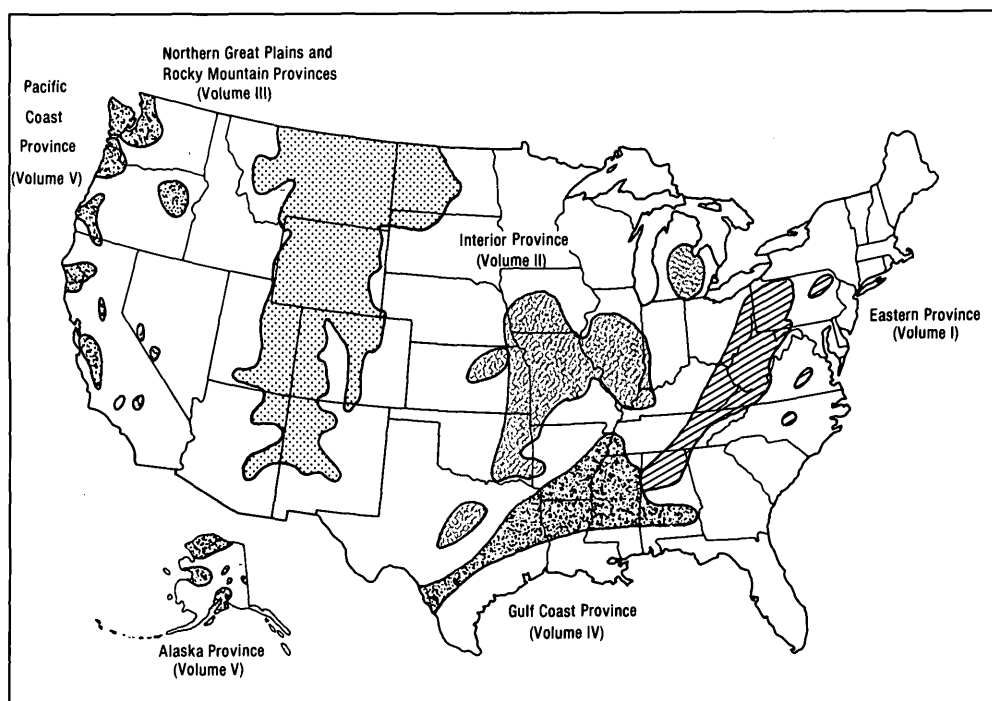 Northern Great Plains and
Rocky Mountain Provinces
(Volume III)
Pacific
Coast
Province
(Volume V)
Interior Province
(Volume II)
Eastern Province
(Volume I)
Gulf Coast Province
(Volume IV)
Alaska Province
(Volume V)